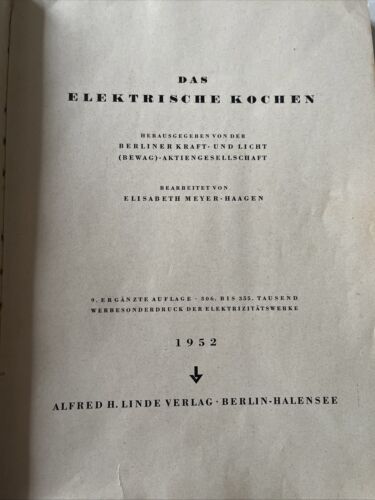 DAS
ELEKTRISCHE KOCHEN
HERAUSGEGEBEN VON DER
BERLINER KRAFT- UND LICHT
(BEWAG)-AKTIENGESELLSCHAFT
BEARBEITET VON
ELISABETH MEYER-HAAGEN
9. ERGÄNZTE AUFLAGE · 306. BIS 355. TAUSEND
WERBESONDERDRUCK DER ELEKTRIZITÄTSWERKE
1952
ALFRED H. LINDE VERLAG · BERLIN-HALENSEE